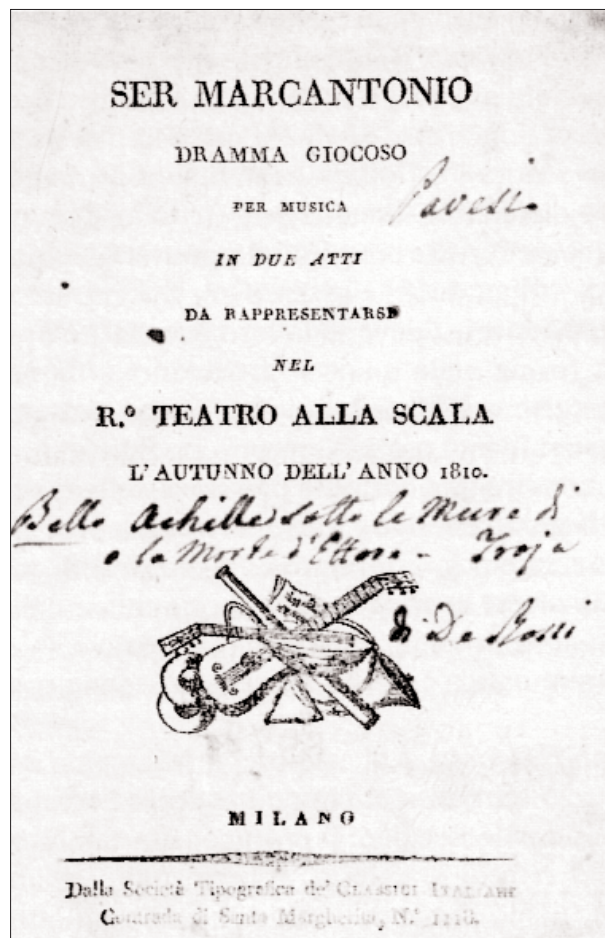 SER MARCANTONIO
DRAMMA GIOCOSO
PER MUSICA
Pavesi
IN DUE ATTI
DA RAPPRESENTARSI
NEL
R.º TEATRO ALLA SCALA
L'AUTUNNO DELL'ANNO 1810.
Ballo Achille sotto le Mura di
o la Morte d'Ettore - Troja
di De Rossi
MILANO
Dalla Società Tipografica de' CLASSICI ITALIANI
Contrada di Santa Margherita, N.º